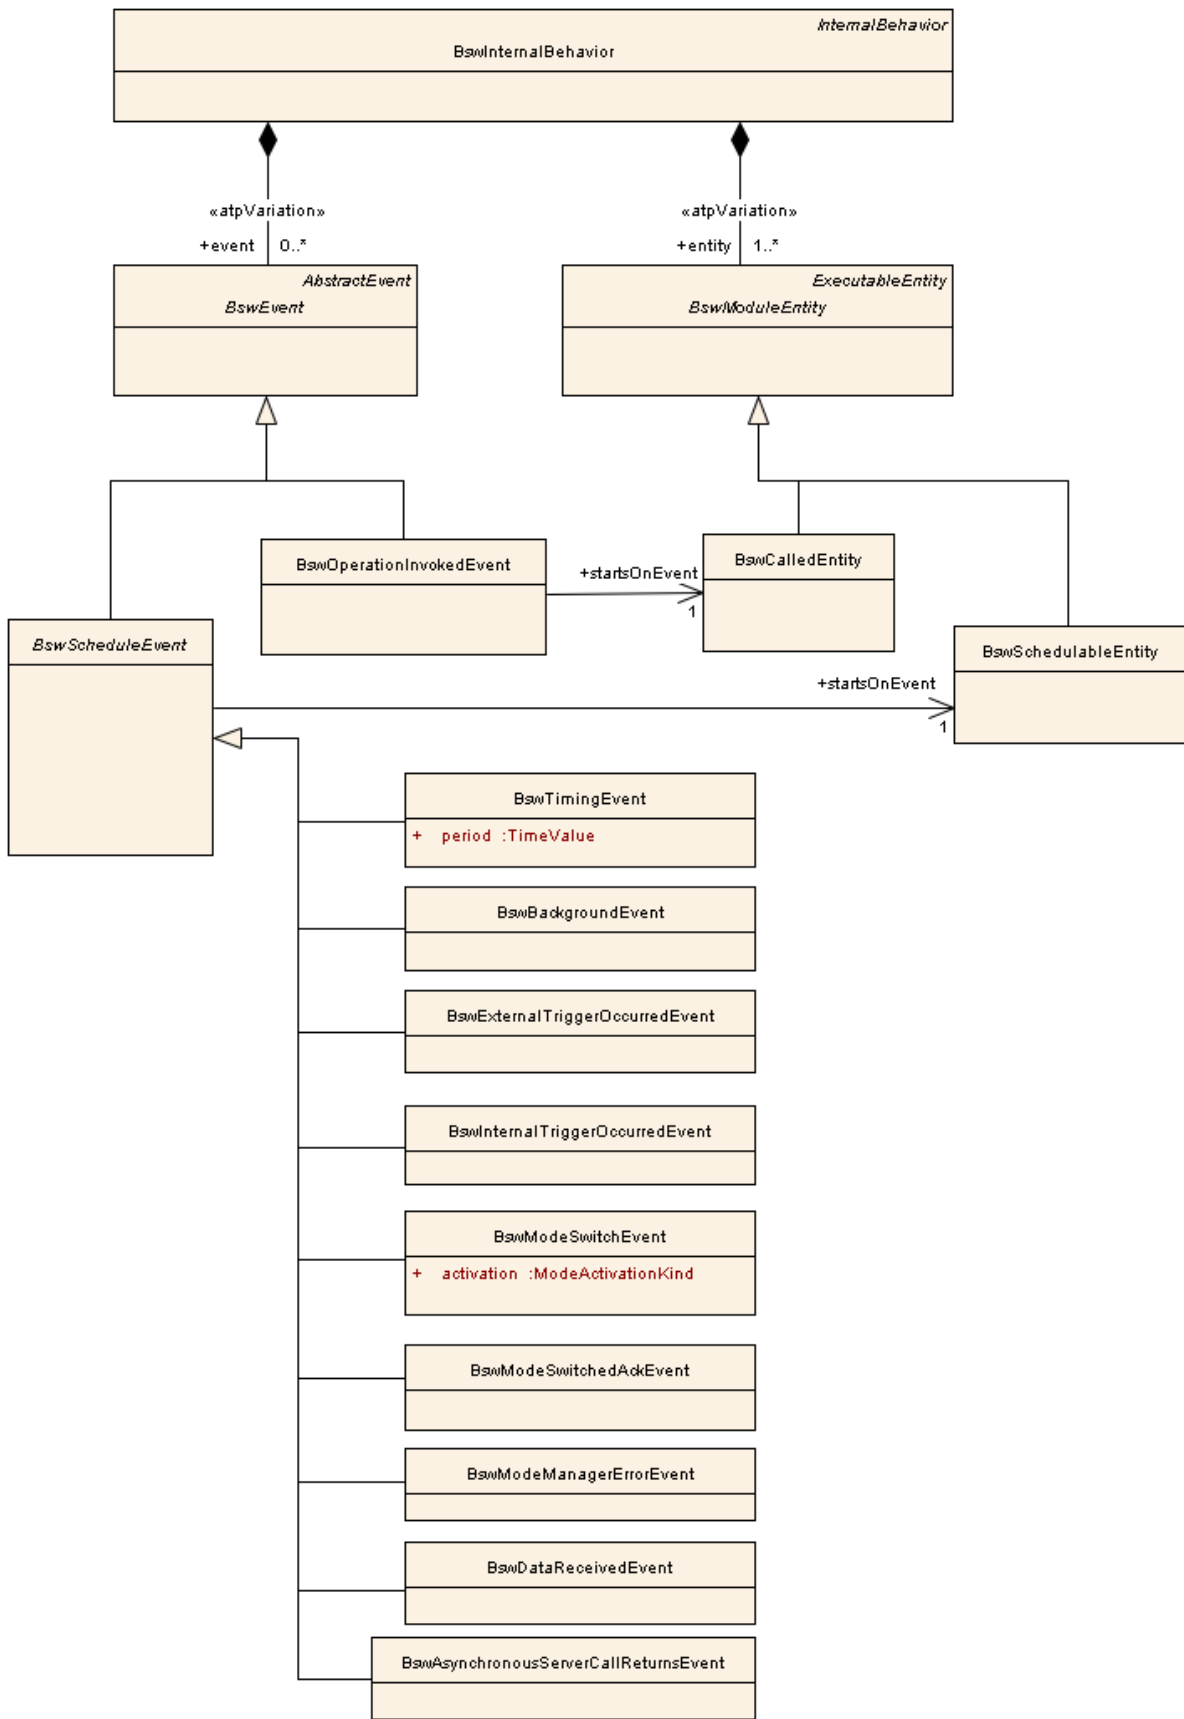 InternalBehavior
BswInternalBehavior
«atpVariation»
«atpVariation»
+event 0..*
+entity 1..*
AbstractEvent
BswEvent
ExecutableEntity
BswModuleEntity
BswOperationInvokedEvent
+startsOnEvent
1
BswCalledEntity
BswScheduleEvent
BswSchedulableEntity
+startsOnEvent
1
BswTimingEvent
+ period :TimeValue
BswBackgroundEvent
BswExternalTriggerOccurredEvent
BswInternalTriggerOccurredEvent
BswModeSwitchEvent
+ activation :ModeActivationKind
BswModeSwitchedAckEvent
BswModeManagerErrorEvent
BswDataReceivedEvent
BswAsynchronousServerCallReturnsEvent